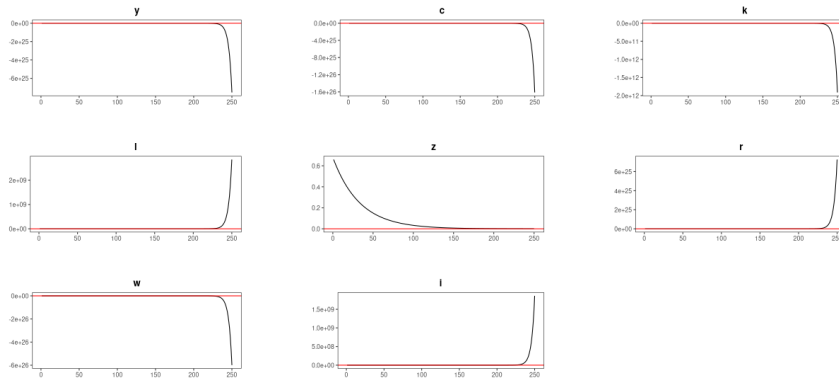 y
0e+00
-2e+25
-4e+25
-6e+25
0 50 100 150 200 250
c
0.0e+00
-4.0e+25
-8.0e+25
-1.2e+26
-1.6e+26
0 50 100 150 200 250
k
0.0e+00
-5.0e+11
-1.0e+12
-1.5e+12
-2.0e+12
0 50 100 150 200 250
l
2e+09
1e+09
0e+00
0 50 100 150 200 250
z
0.6
0.4
0.2
0.0
0 50 100 150 200 250
r
6e+25
4e+25
2e+25
0e+00
0 50 100 150 200 250
w
0e+00
-2e+26
-4e+26
-6e+26
0 50 100 150 200 250
i
1.5e+09
1.0e+09
5.0e+08
0.0e+00
0 50 100 150 200 250